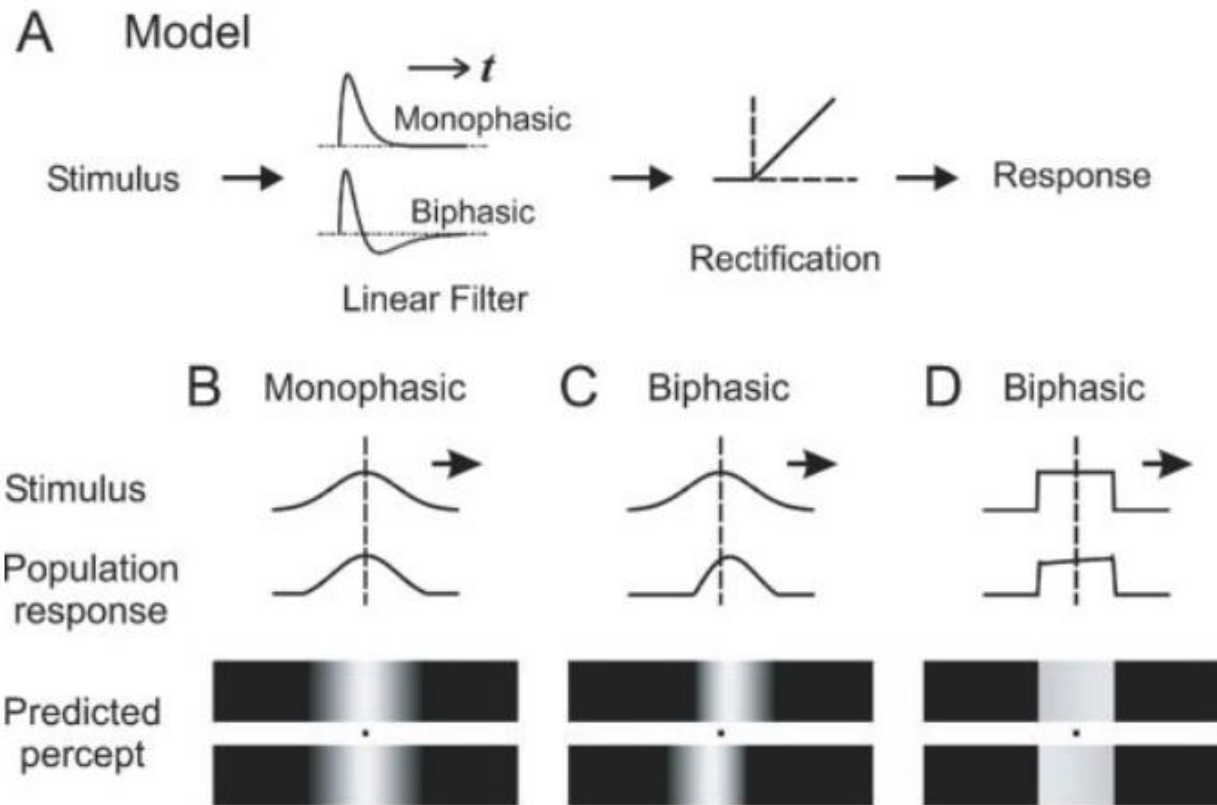 A Model
t
Monophasic
Stimulus
Biphasic
Response
Rectification
Linear Filter
B Monophasic C Biphasic D Biphasic
Stimulus
Population
response
Predicted
percept